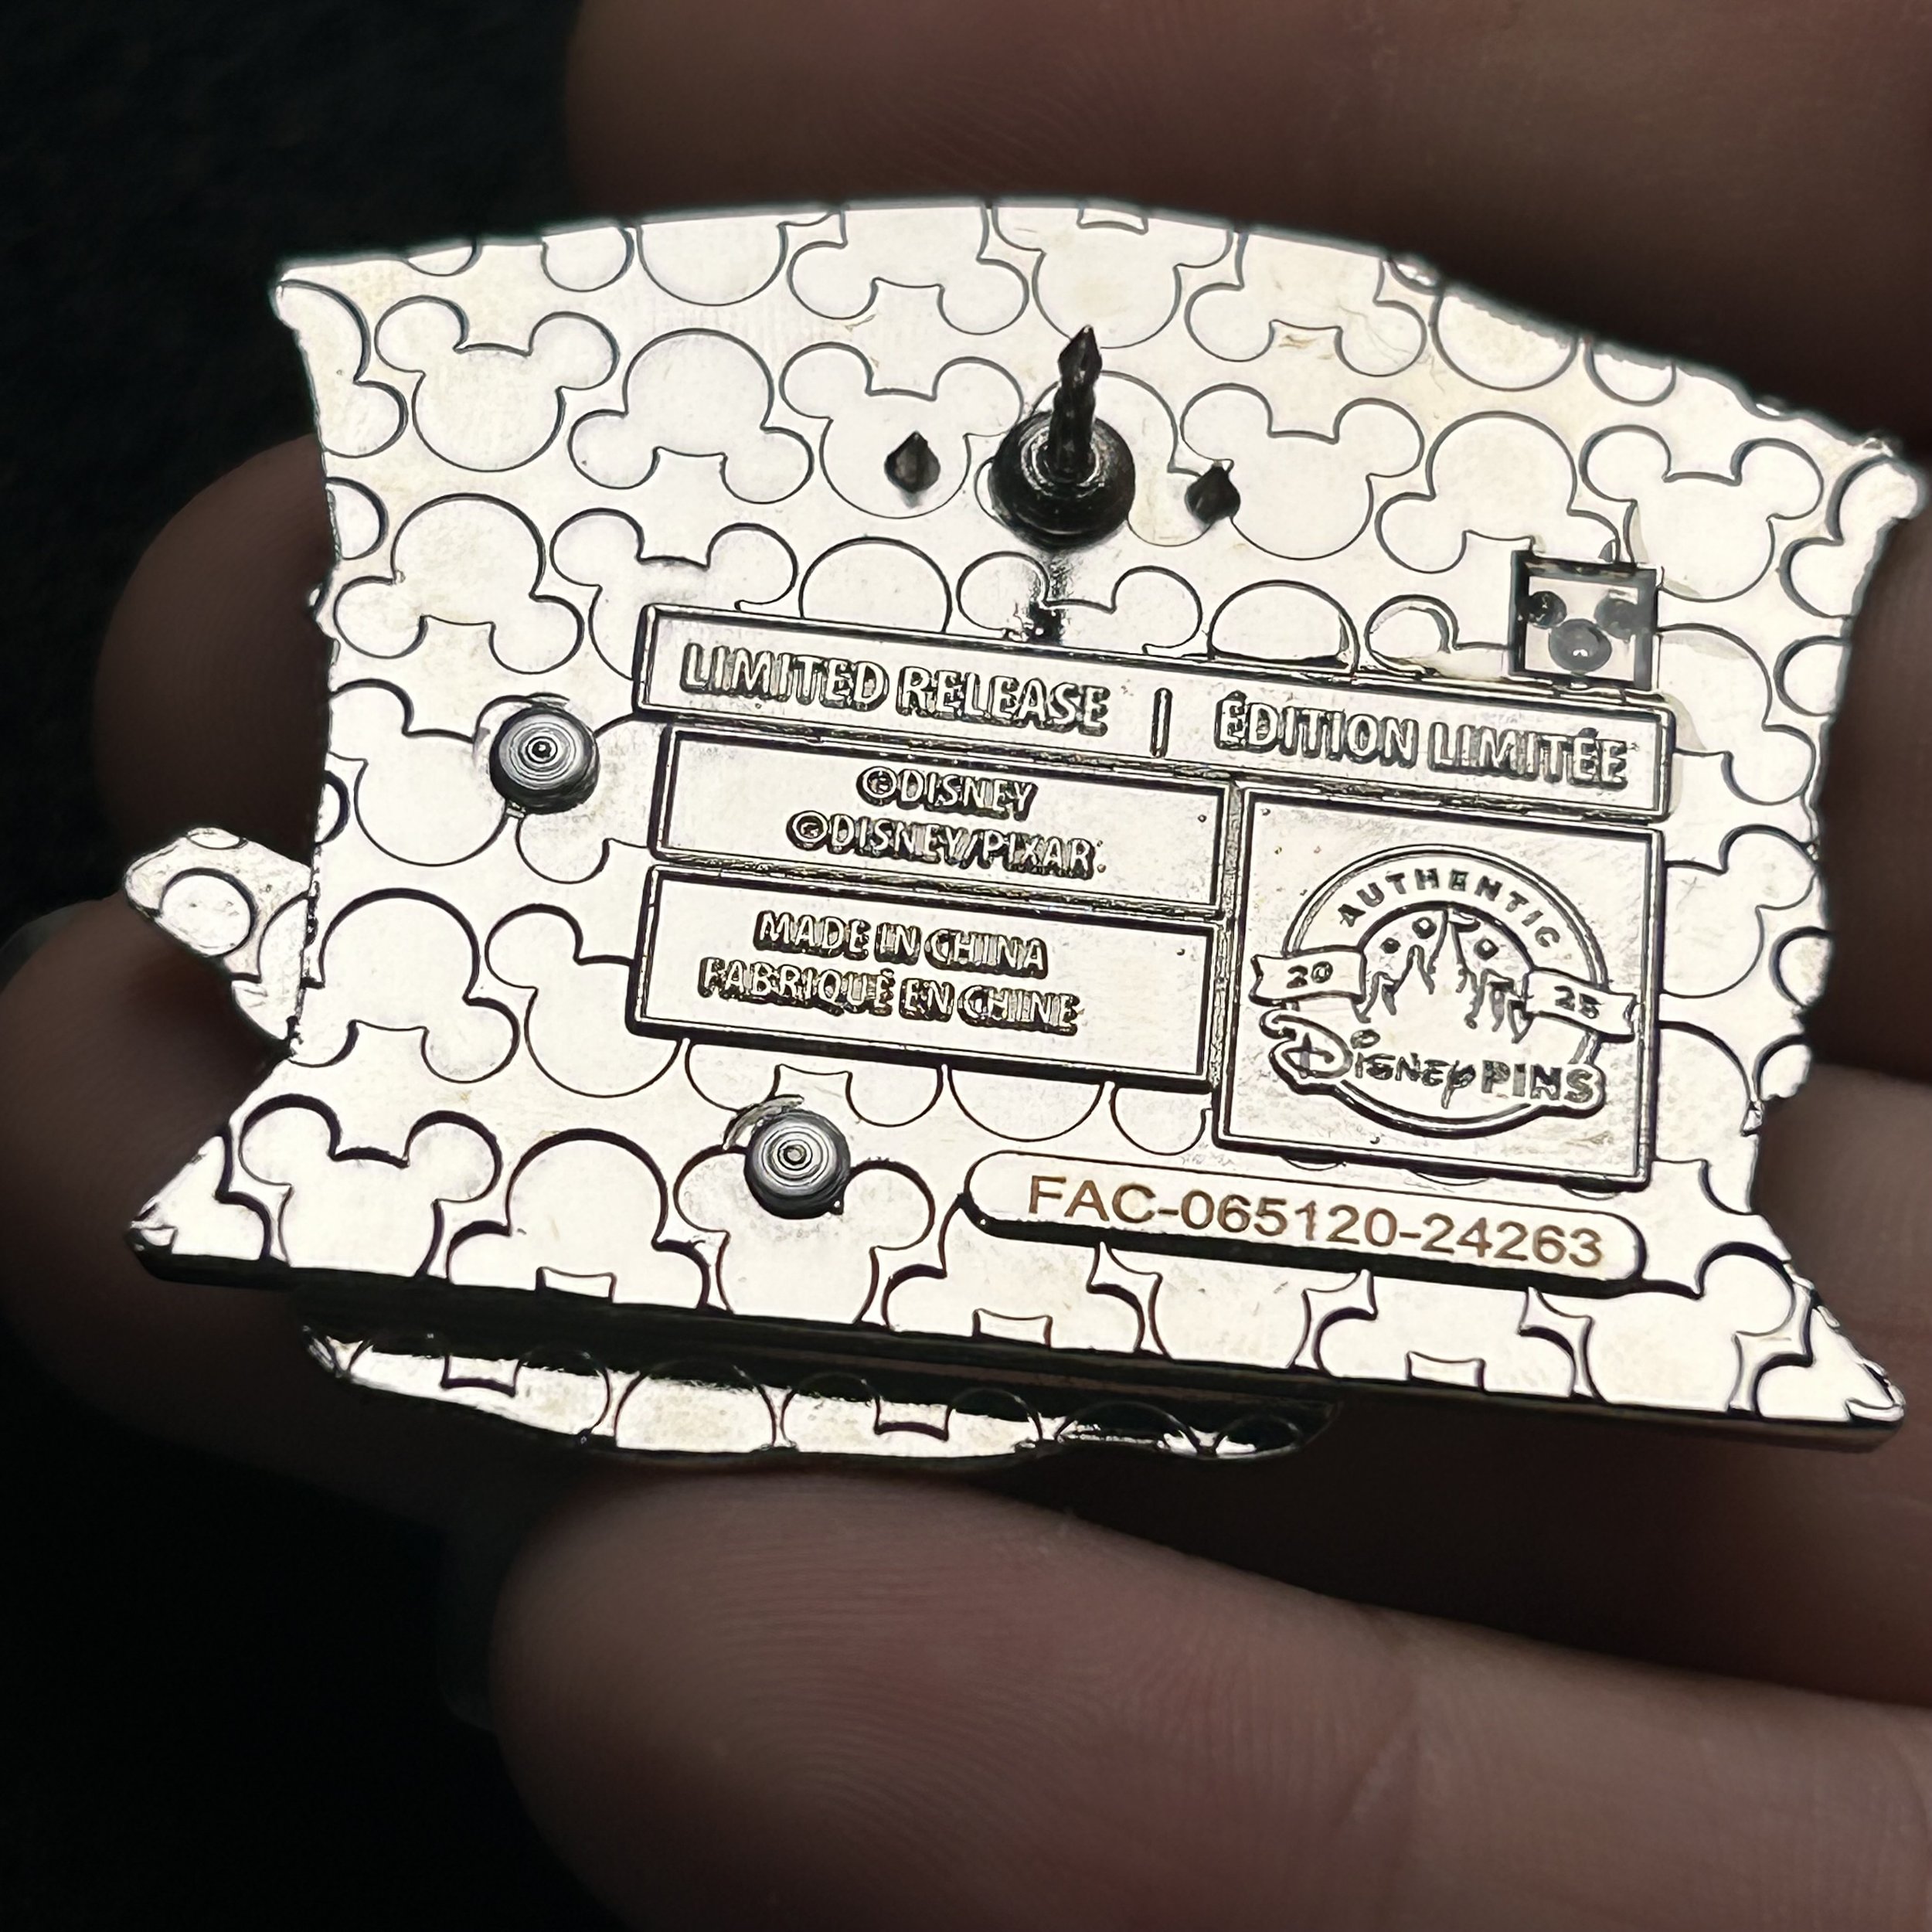 LIMITED RELEASE | ÉDITION LIMITÉE
©DISNEY
©DISNEY/PIXAR
MADE IN CHINA
FABRIQUÉ EN CHINE
AUTHENTIC
20 25
Disney PINS
FAC-065120-24263